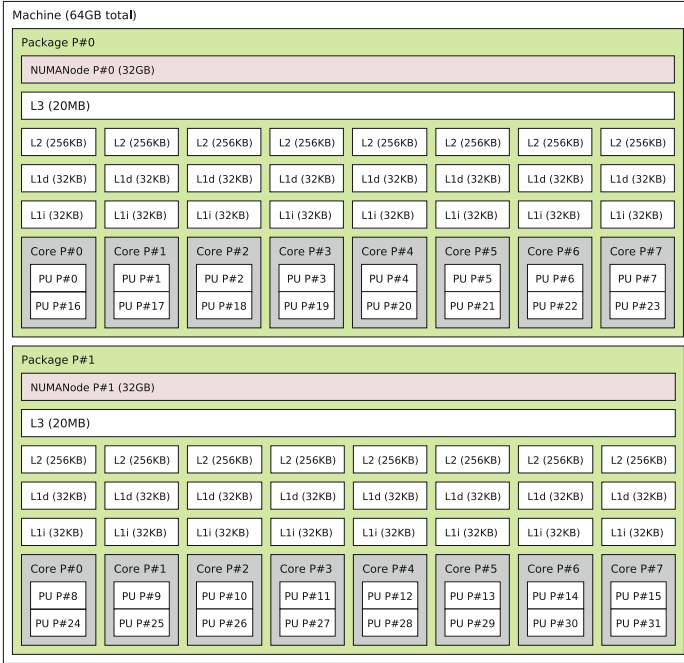 Machine (64GB total)
Package P#0
NUMANode P#0 (32GB)
L3 (20MB)
L2 (256KB) L2 (256KB) L2 (256KB) L2 (256KB) L2 (256KB) L2 (256KB) L2 (256KB) L2 (256KB)
L1d (32KB) L1d (32KB) L1d (32KB) L1d (32KB) L1d (32KB) L1d (32KB) L1d (32KB) L1d (32KB)
L1i (32KB) L1i (32KB) L1i (32KB) L1i (32KB) L1i (32KB) L1i (32KB) L1i (32KB) L1i (32KB)
Core P#0 Core P#1 Core P#2 Core P#3 Core P#4 Core P#5 Core P#6 Core P#7
PU P#0 PU P#1 PU P#2 PU P#3 PU P#4 PU P#5 PU P#6 PU P#7
PU P#16 PU P#17 PU P#18 PU P#19 PU P#20 PU P#21 PU P#22 PU P#23
Package P#1
NUMANode P#1 (32GB)
L3 (20MB)
L2 (256KB) L2 (256KB) L2 (256KB) L2 (256KB) L2 (256KB) L2 (256KB) L2 (256KB) L2 (256KB)
L1d (32KB) L1d (32KB) L1d (32KB) L1d (32KB) L1d (32KB) L1d (32KB) L1d (32KB) L1d (32KB)
L1i (32KB) L1i (32KB) L1i (32KB) L1i (32KB) L1i (32KB) L1i (32KB) L1i (32KB) L1i (32KB)
Core P#0 Core P#1 Core P#2 Core P#3 Core P#4 Core P#5 Core P#6 Core P#7
PU P#8 PU P#9 PU P#10 PU P#11 PU P#12 PU P#13 PU P#14 PU P#15
PU P#24 PU P#25 PU P#26 PU P#27 PU P#28 PU P#29 PU P#30 PU P#31